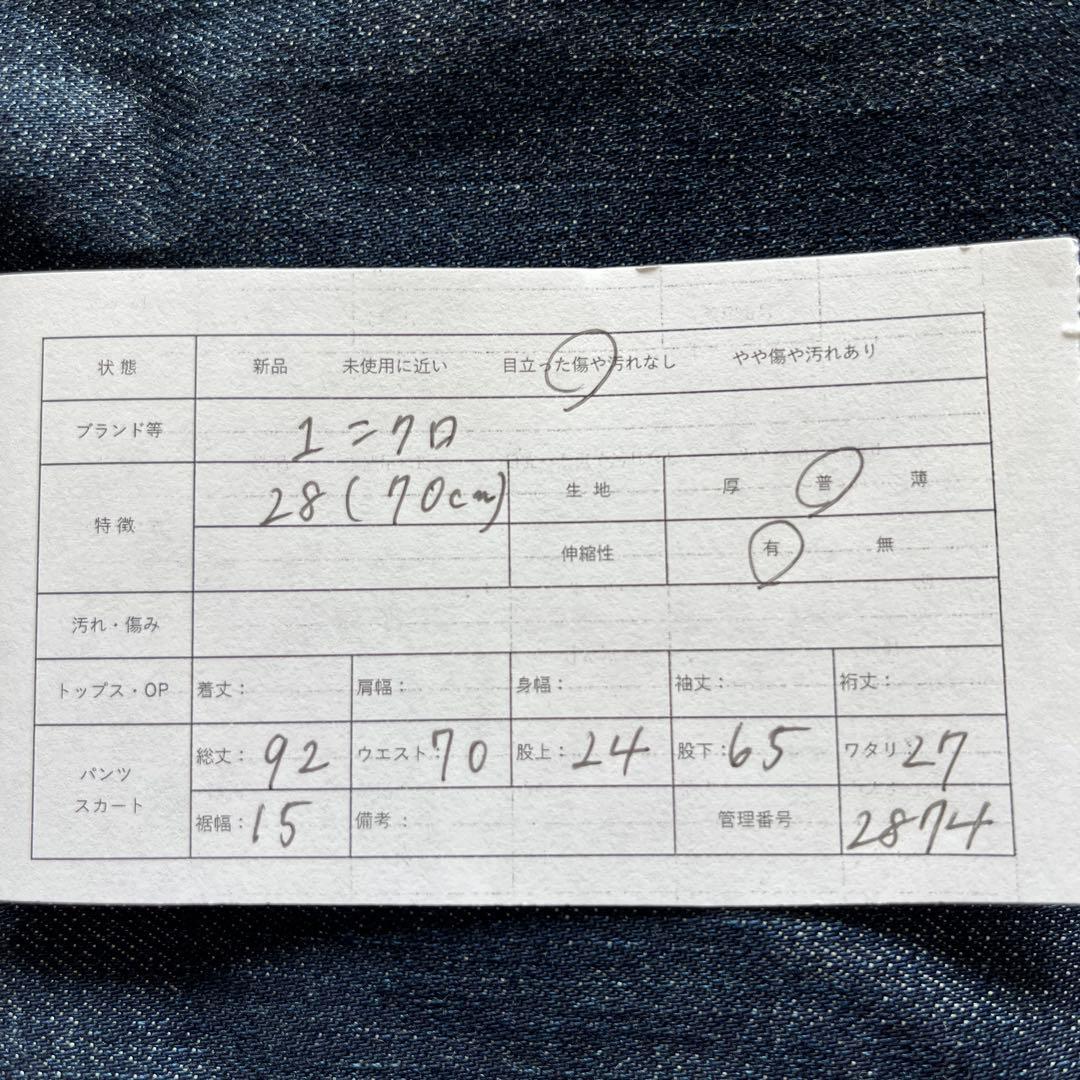 状態 新品 未使用に近い 目立った傷や汚れなし やや傷や汚れあり
ブランド等 ユニクロ
特徴 28(70cm) 生地 厚 普 薄
伸縮性 有 無
汚れ・傷み
トップス・OP 着丈: 肩幅: 身幅: 袖丈: 裄丈:
パンツ スカート 総丈: 92 ウエスト: 70 股上: 24 股下: 65 ワタリ: 27
裾幅: 15 備考: 管理番号 2874